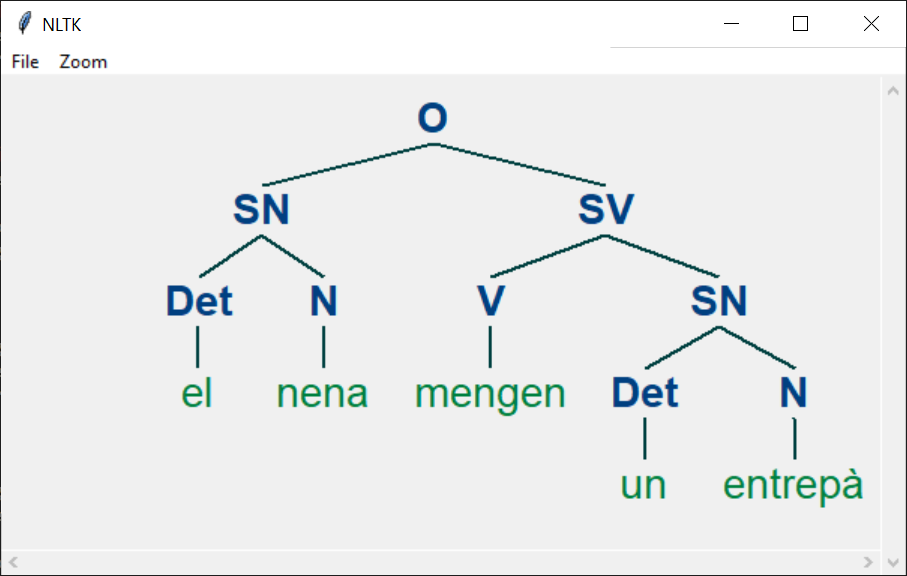 NLTK
File Zoom
O
SN SV
Det N V SN
el nena mengen Det N
un entrepà